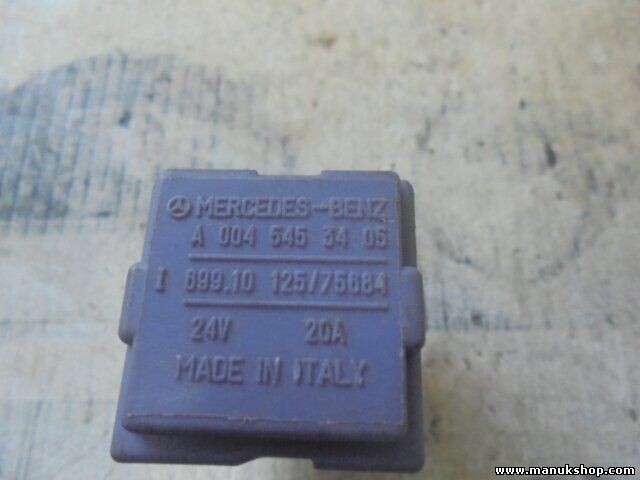 MERCEDES-BENZ
A 004 545 34 05
I 699.10 125/75684
24V 20A
MADE IN ITALY
www.manukshop.com